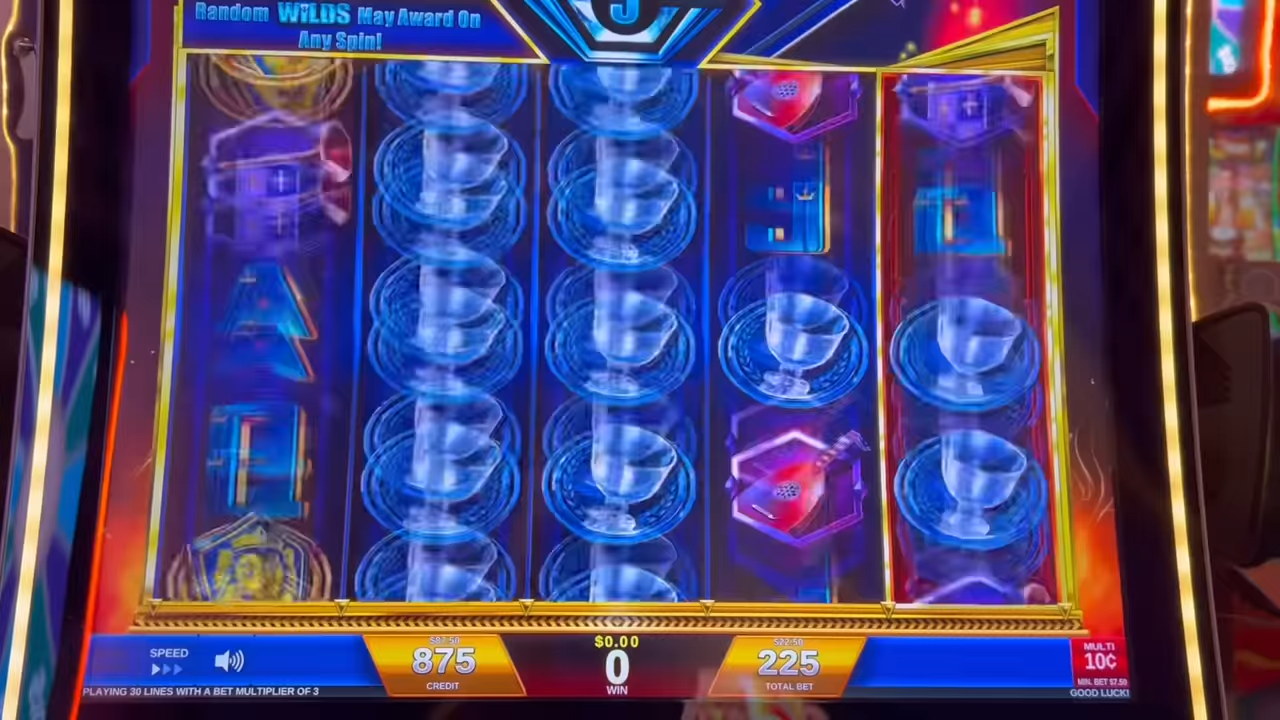 Random WILDS May Award On
Any Spin!
J
SPEED
$87.50
875
CREDIT
$0.00
0
WIN
$22.50
225
TOTAL BET
MULTI
10¢
MIN. BET $7.50
GOOD LUCK!
PLAYING 30 LINES WITH A BET MULTIPLIER OF 3